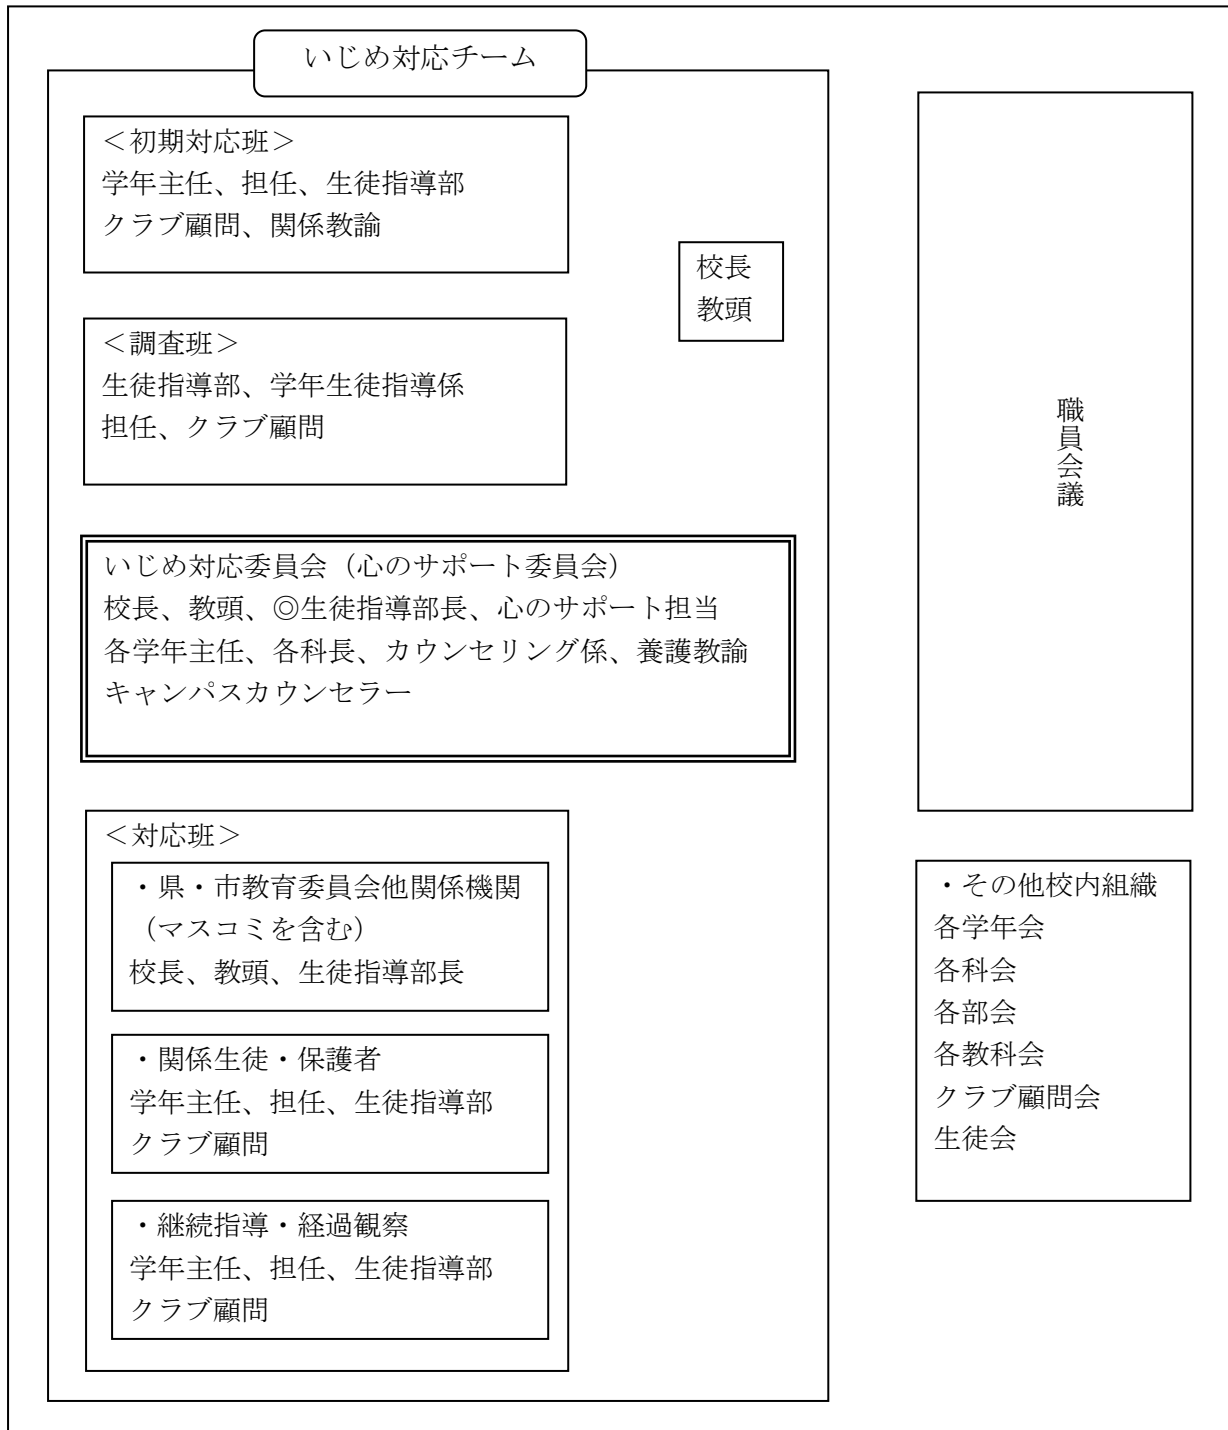 いじめ対応チーム
＜初期対応班＞
学年主任、担任、生徒指導部
クラブ顧問、関係教諭
校長
教頭
＜調査班＞
生徒指導部、学年生徒指導係
担任、クラブ顧問
いじめ対応委員会（心のサポート委員会）
校長、教頭、◎生徒指導部長、心のサポート担当
各学年主任、各科長、カウンセリング係、養護教諭
キャンパスカウンセラー
＜対応班＞
・県・市教育委員会他関係機関
（マスコミを含む）
校長、教頭、生徒指導部長
・関係生徒・保護者
学年主任、担任、生徒指導部
クラブ顧問
・継続指導・経過観察
学年主任、担任、生徒指導部
クラブ顧問
職員会議
・その他校内組織
各学年会
各科会
各部会
各教科会
クラブ顧問会
生徒会